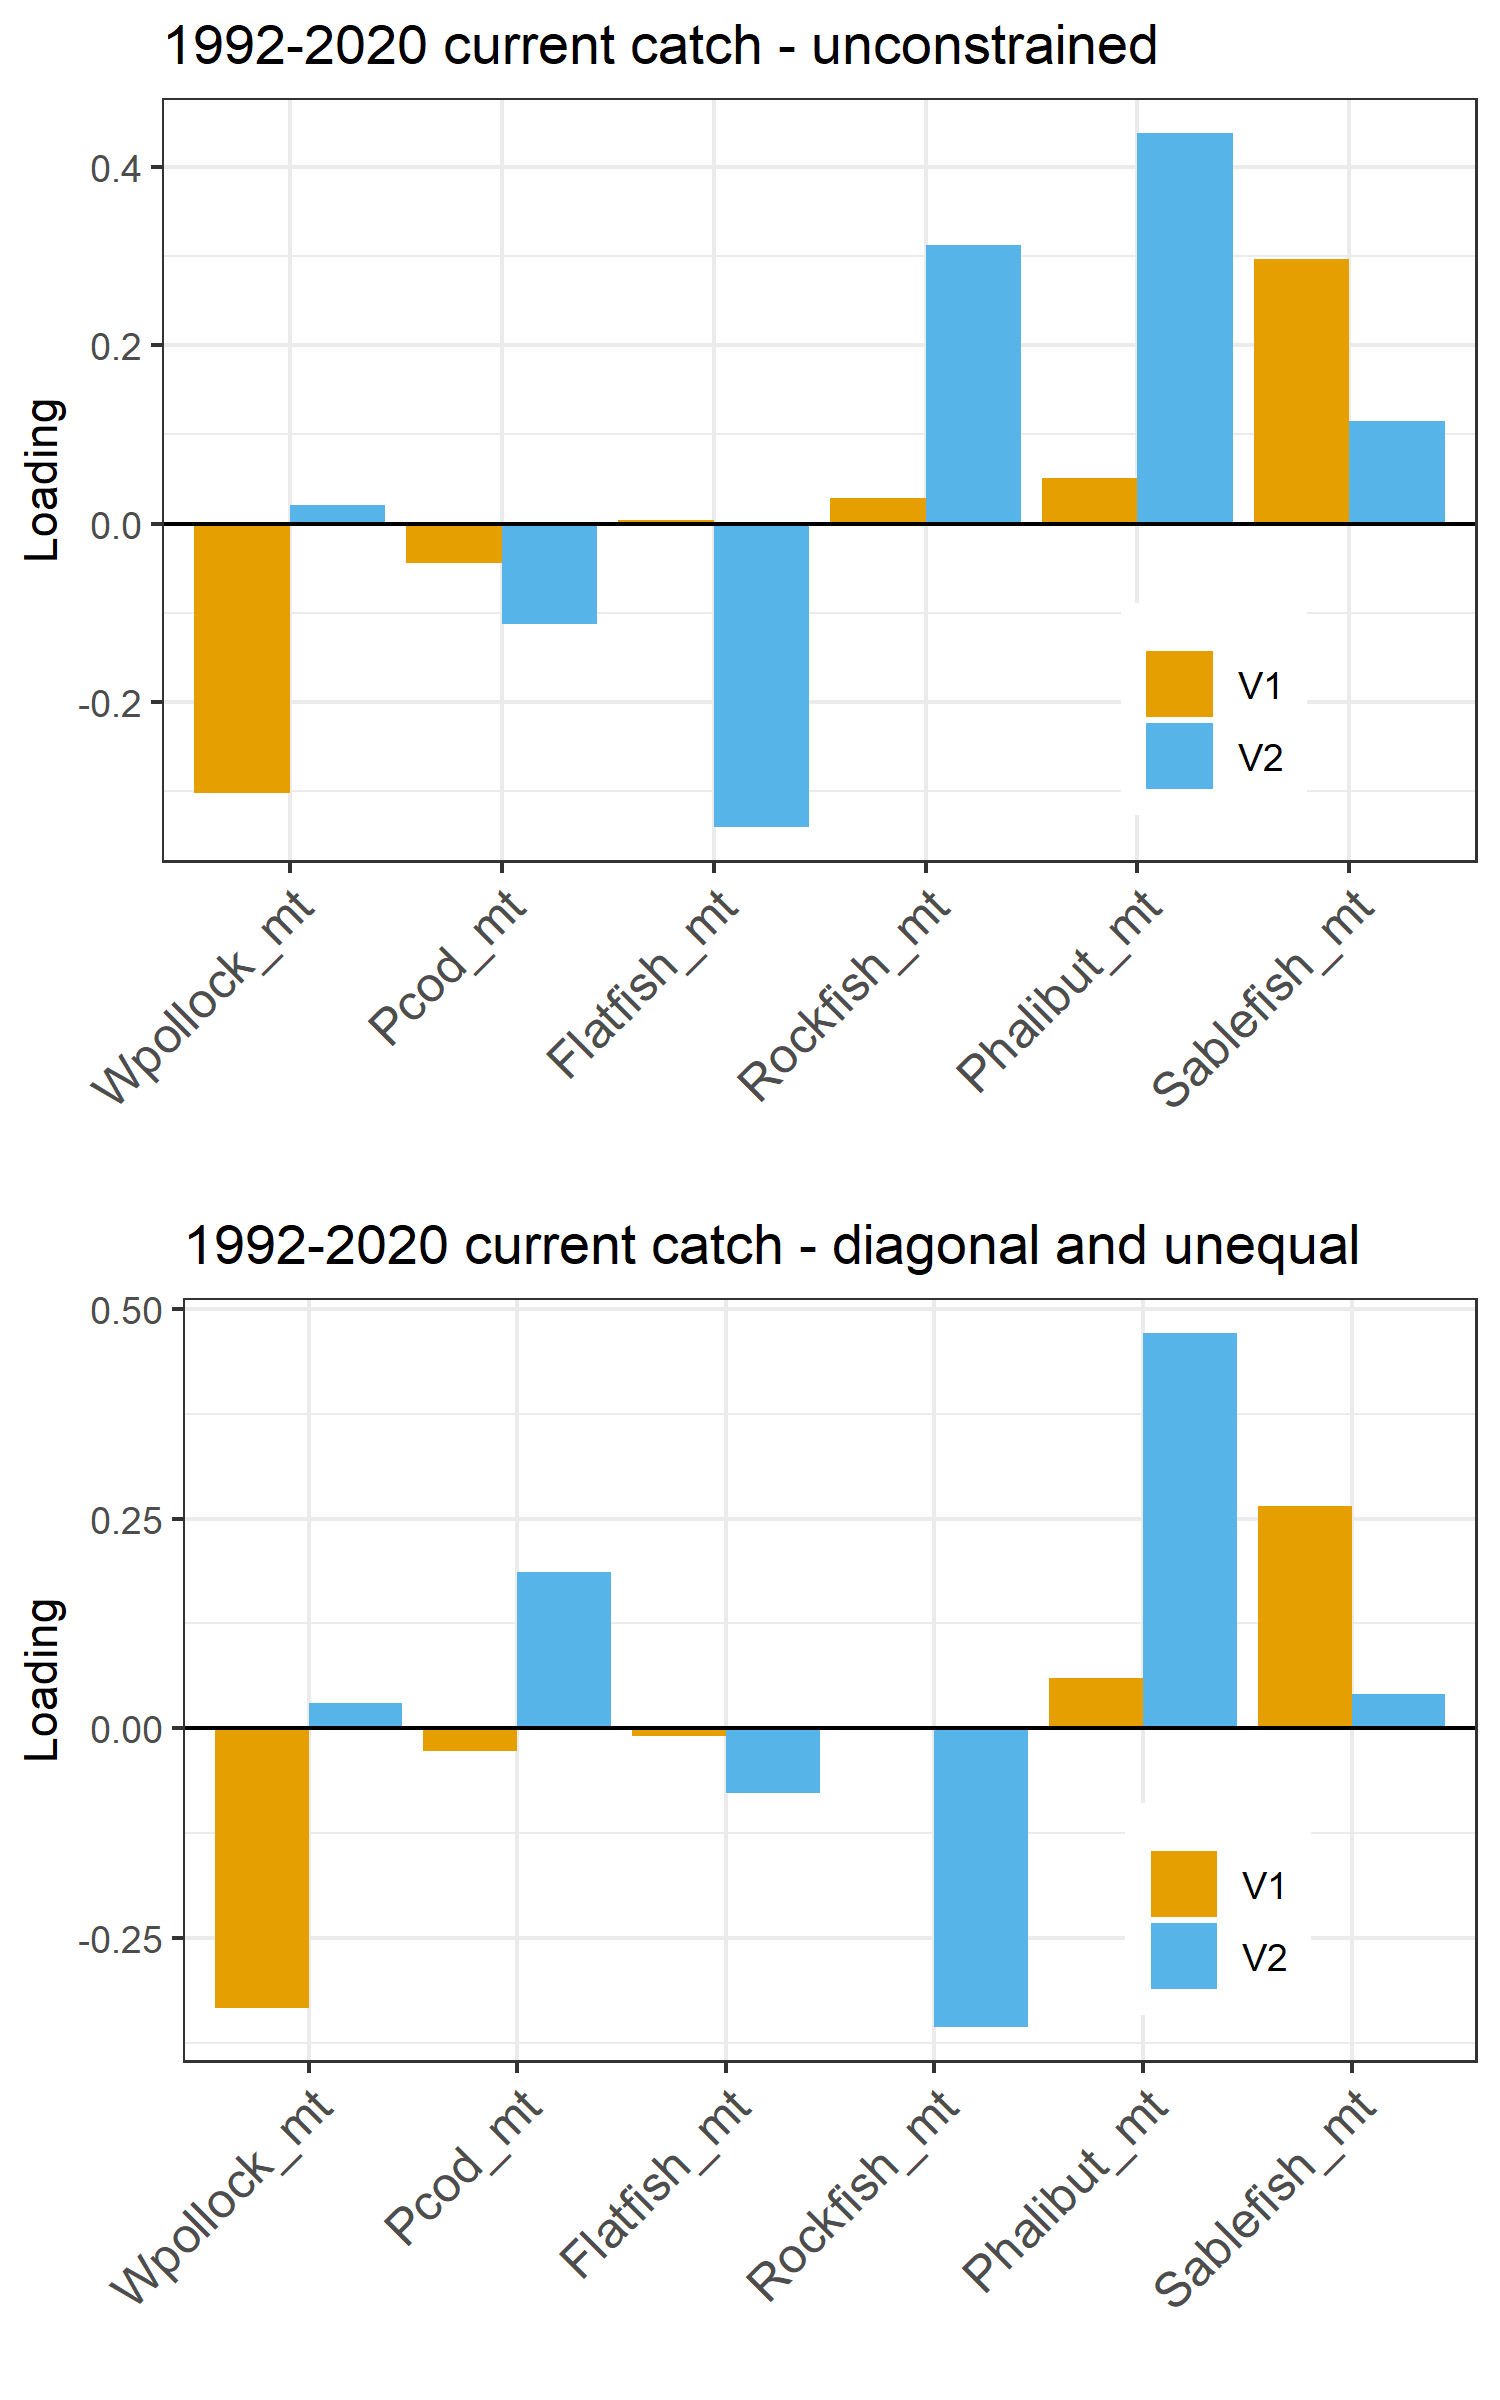 1992-2020 current catch - unconstrained
0.4
0.2
0.0
-0.2
Loading
V1
V2
Wpollock_mt
Pcod_mt
Flatfish_mt
Rockfish_mt
Phalibut_mt
Sablefish_mt
1992-2020 current catch - diagonal and unequal
0.50
0.25
0.00
-0.25
Loading
V1
V2
Wpollock_mt
Pcod_mt
Flatfish_mt
Rockfish_mt
Phalibut_mt
Sablefish_mt